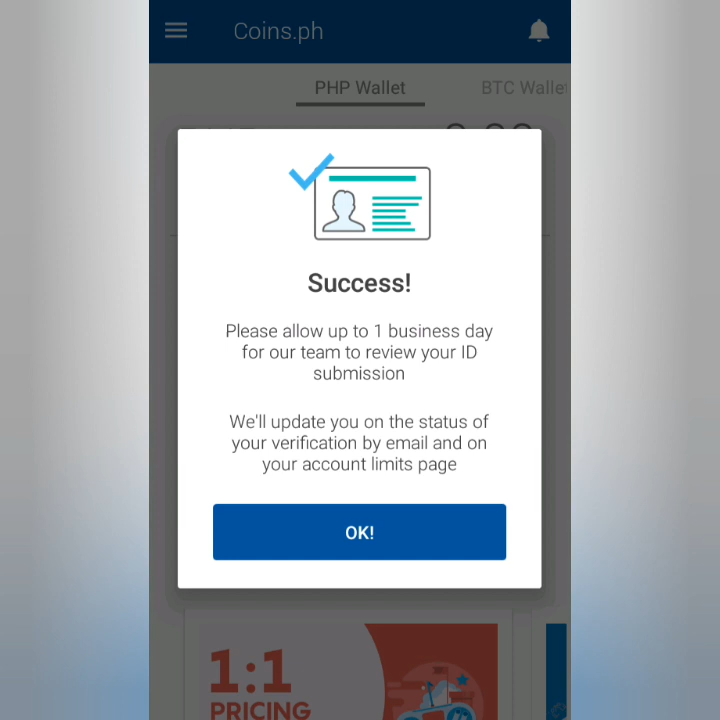 Coins.ph
PHP Wallet
BTC Wallet
Success!
Please allow up to 1 business day
for our team to review your ID
submission
We'll update you on the status of
your verification by email and on
your account limits page
OK!
1:1
PRICING